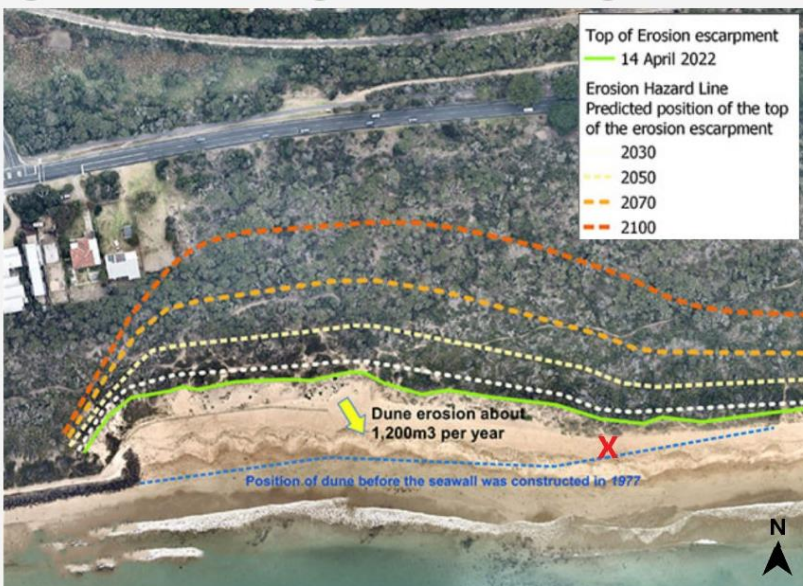 Top of Erosion escarpment
14 April 2022
Erosion Hazard Line
Predicted position of the top
of the erosion escarpment
2030
2050
2070
2100
Dune erosion about
1,200m3 per year
X
Position of dune before the seawall was constructed in 1977
N